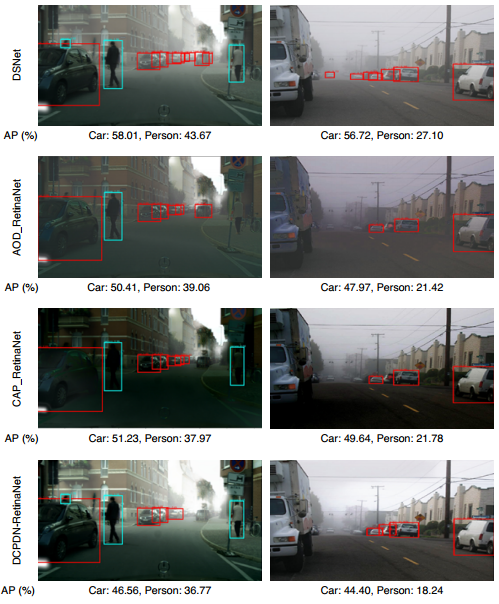 DSNet
AP (%)
Car: 58.01, Person: 43.67
56.72, Person: 27.10
AOD_RetinaNet
AP (%)
Car: 50.41, Person: 39.06
Car: 47.97, Person: 21.42
CAP_RetinaNet
AP (%)
Car: 51.23, Person: 37.97
Car: 49.64, Person: 21.78
DCPDN-RetinaNet
AP (%)
Car: 46.56, Person: 36.77
Car: 44.40, Person: 18.24